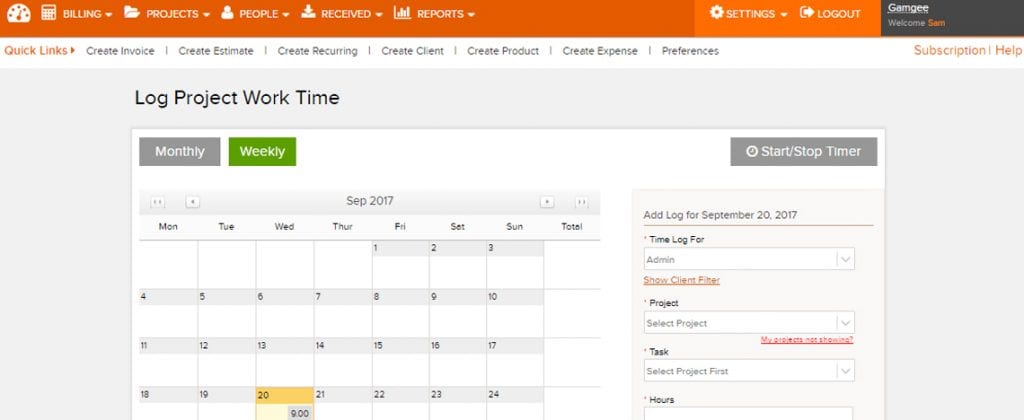 BILLING PROJECTS PEOPLE RECEIVED REPORTS SETTINGS LOGOUT Gamgee
Welcome Sam
Quick Links Create Invoice Create Estimate Create Recurring Create Client Create Product Create Expense Preferences Subscription | Help
Log Project Work Time
Monthly Weekly Start/Stop Timer
Sep 2017
Mon Tue Wed Thur Fri Sat Sun Total
1 2 3
4 5 6 7 8 9 10
11 12 13 14 15 16 17
18 19 20 21 22 23 24
9.00
Add Log for September 20, 2017
* Time Log For
Admin
Show Client Filter
* Project
Select Project
My projects not showing?
* Task
Select Project First
* Hours